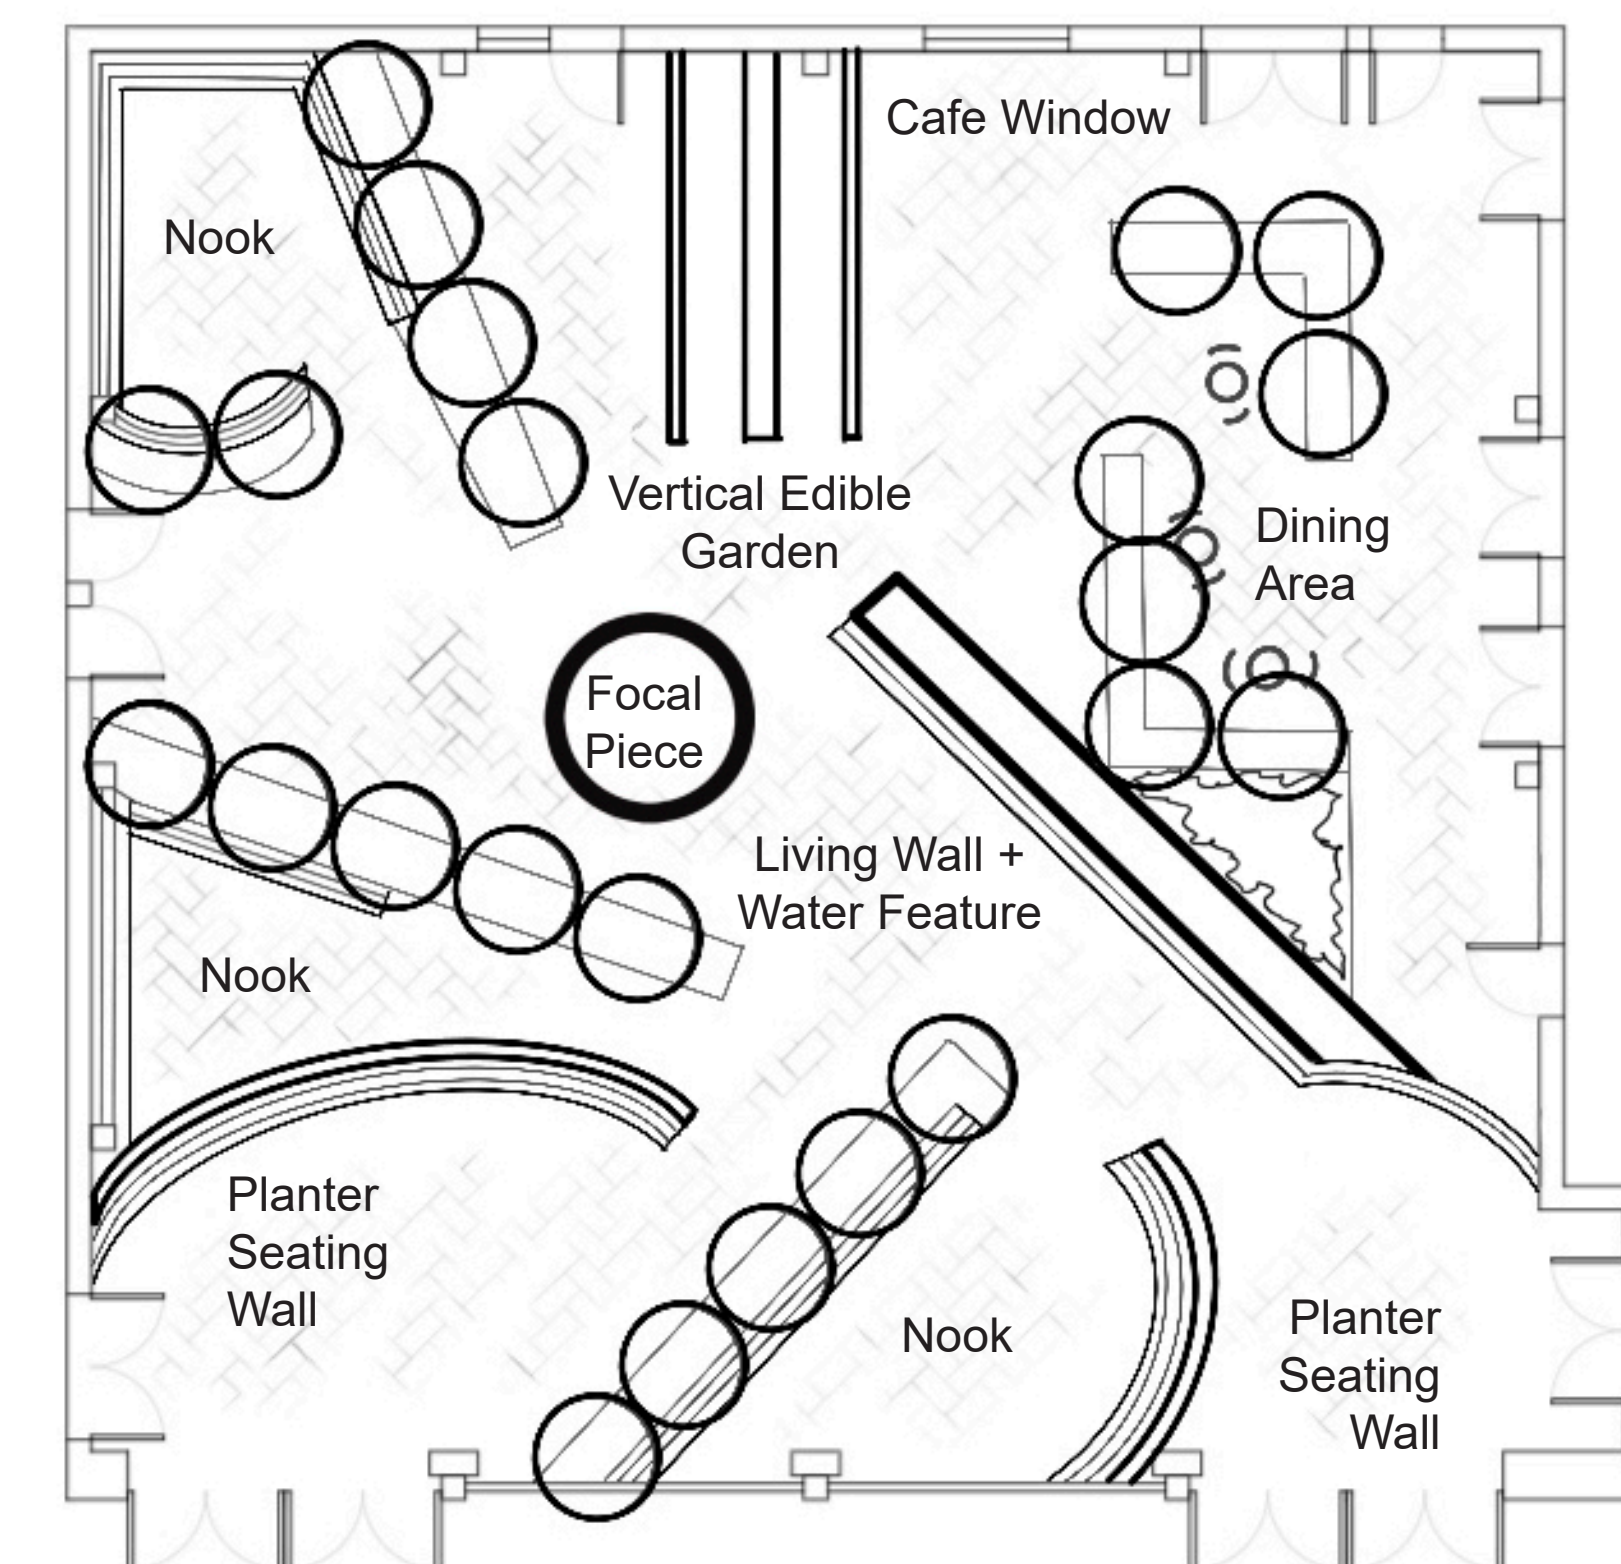 Cafe Window
Nook
Vertical Edible
Garden
Dining
Area
Focal
Piece
Living Wall +
Water Feature
Nook
Planter
Seating
Wall
Nook
Planter
Seating
Wall